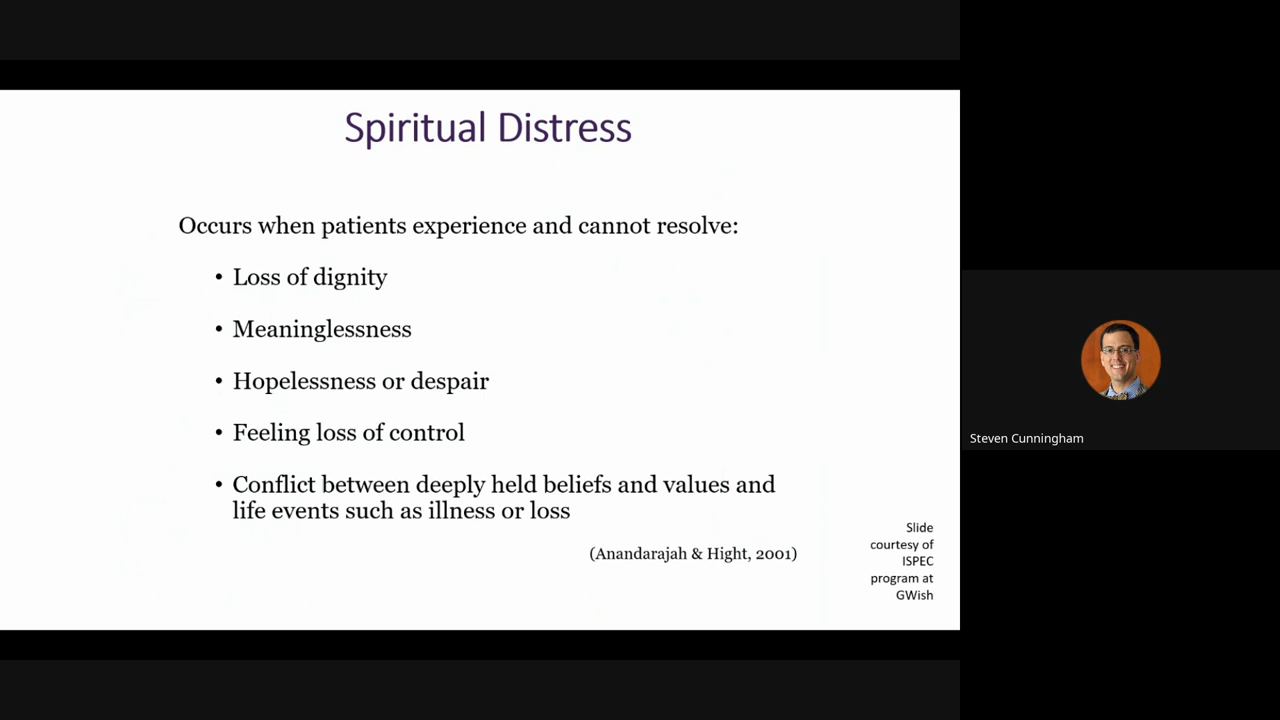 Spiritual Distress
Occurs when patients experience and cannot resolve:
• Loss of dignity
• Meaninglessness
• Hopelessness or despair
• Feeling loss of control
• Conflict between deeply held beliefs and values and
life events such as illness or loss
(Anandarajah & Hight, 2001)
Slide
courtesy of
ISPEC
program at
GWish
Steven Cunningham